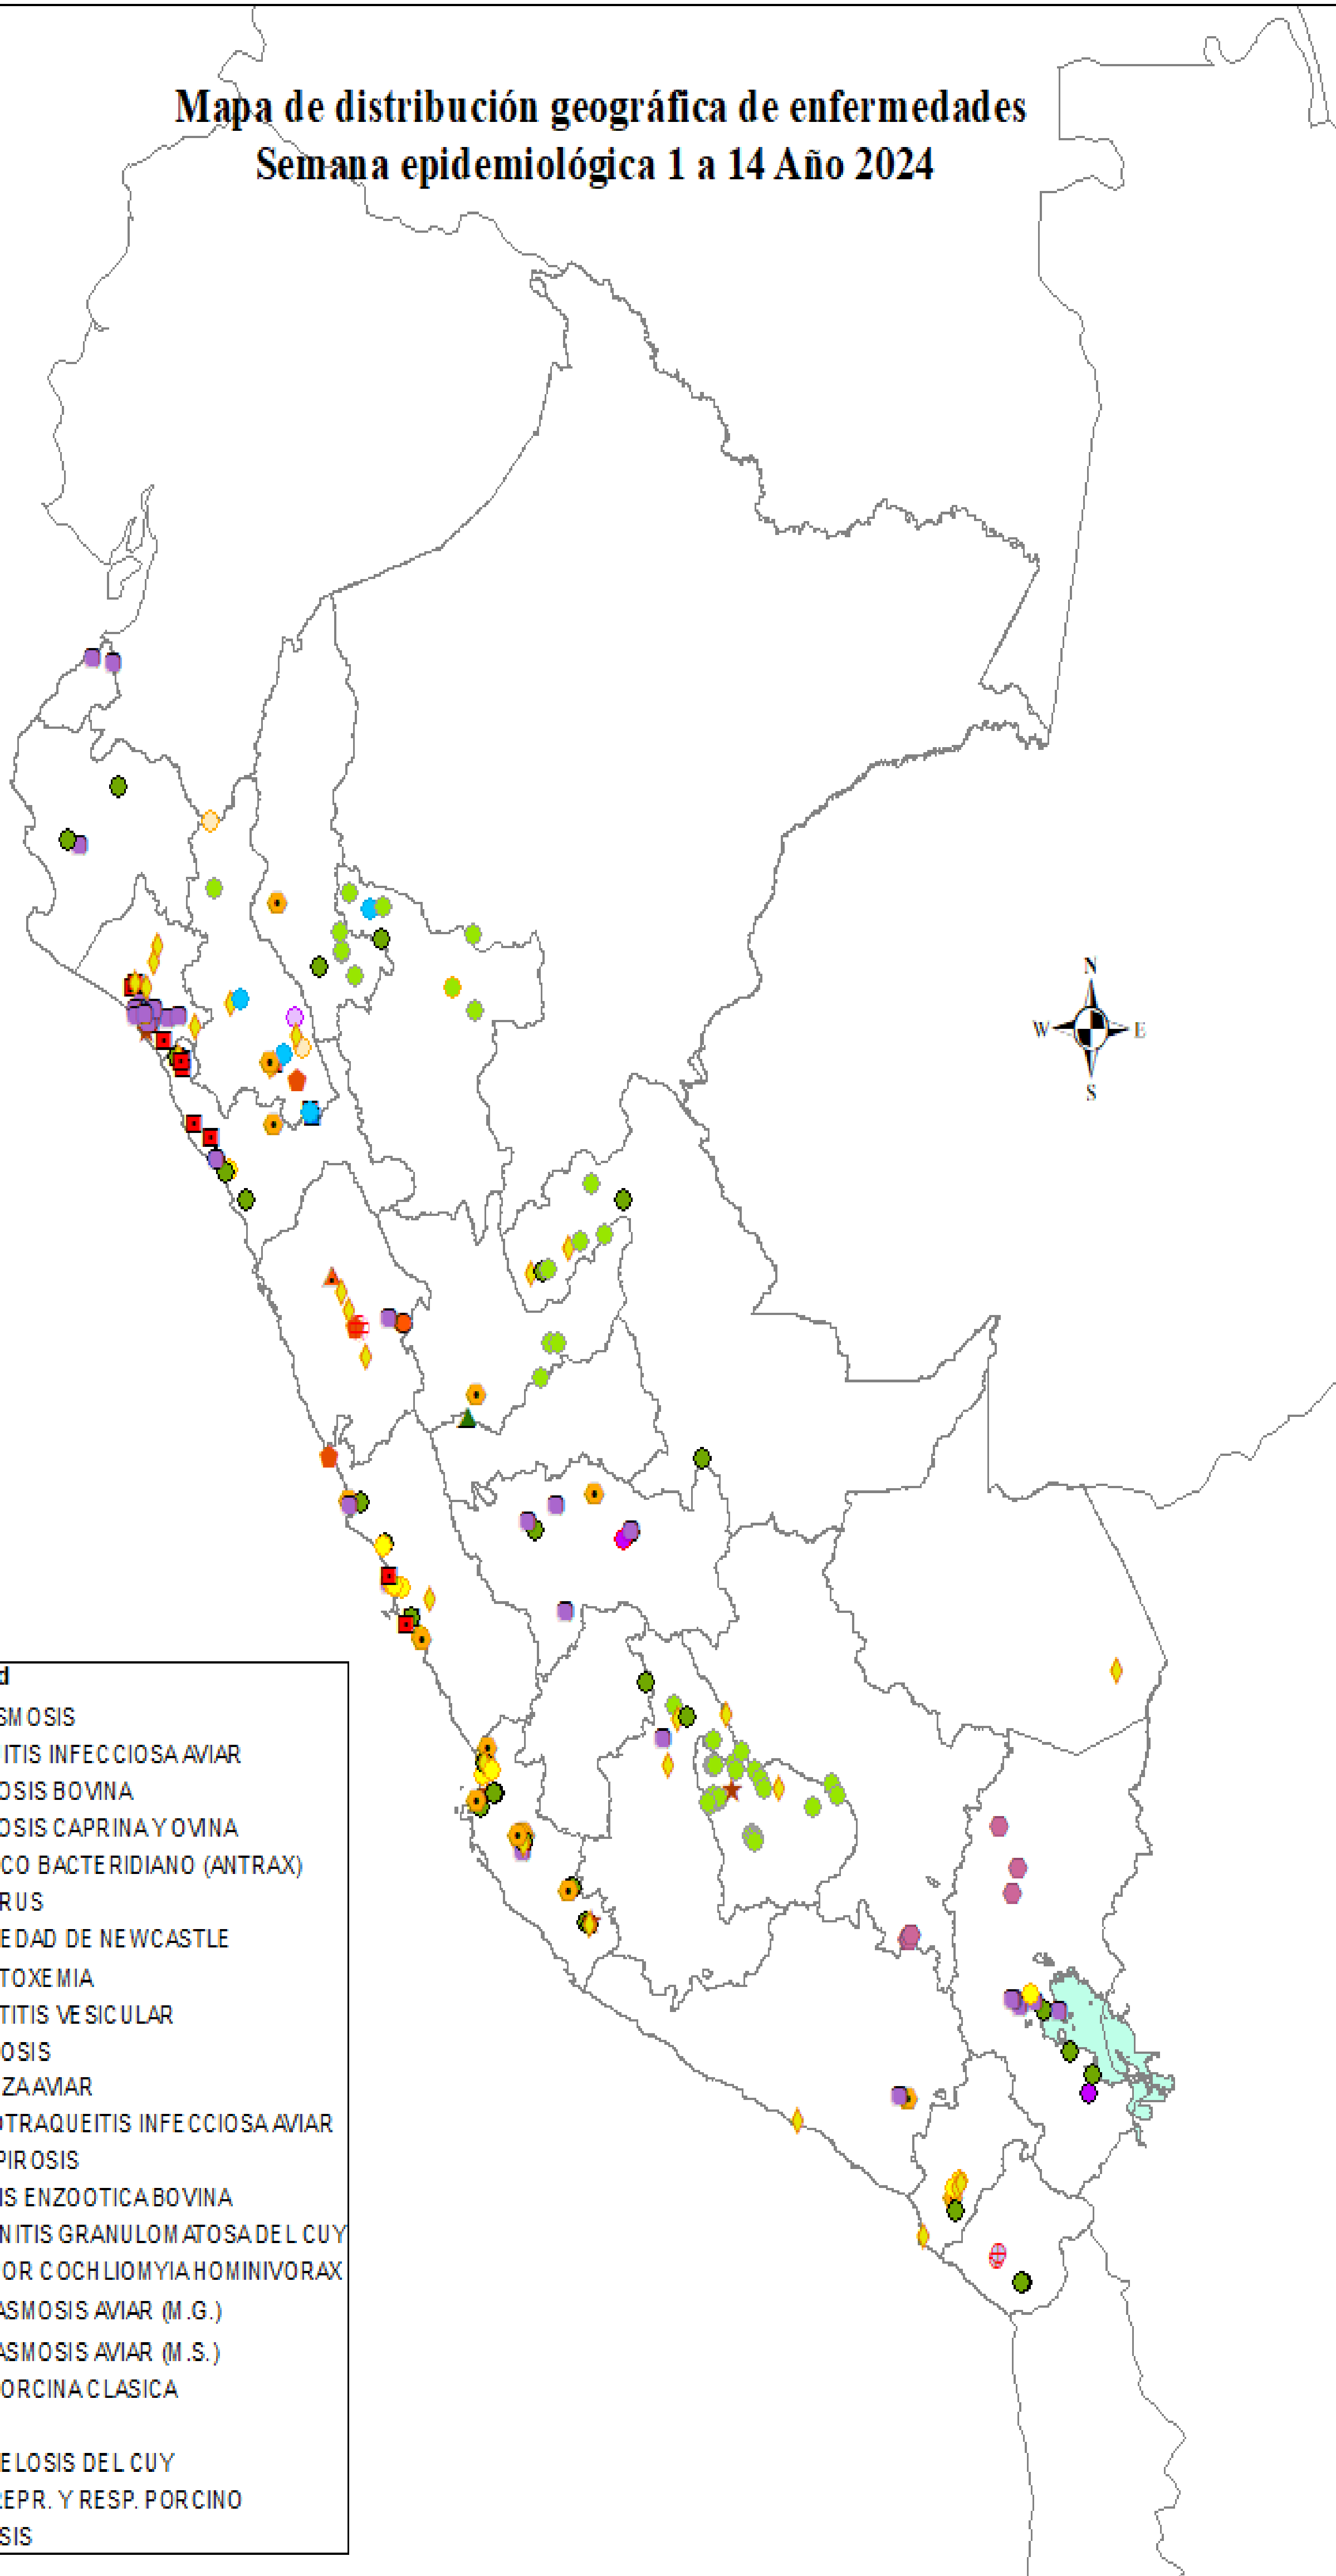 Mapa de distribución geográfica de enfermedades
Semana epidemiológica 1 a 14 Año 2024
N
W E
S
d
SMOSIS
ITIS INFECCIOSA AVIAR
OSIS BOVINA
OSIS CAPRINA Y OVINA
CO BACTERIDIANO (ANTRAX)
RUS
EDAD DE NEWCASTLE
TOXEMIA
TITIS VESICULAR
OSIS
ZA AVIAR
OTRAQUEITIS INFECCIOSA AVIAR
PIROSIS
IS ENZOOTICA BOVINA
NITIS GRANULOMATOSA DEL CUY
OR COCHLIOMYIA HOMINIVORAX
ASMOSIS AVIAR (M.G.)
ASMOSIS AVIAR (M.S.)
ORCINA CLASICA
ELOSIS DEL CUY
REPR. Y RESP. PORCINO
SIS